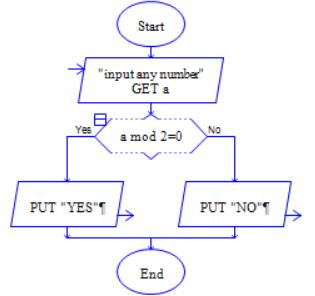 Start
"input any number"
GET a
Yes
a mod 2=0
No
PUT "YES"¶
PUT "NO"¶
End